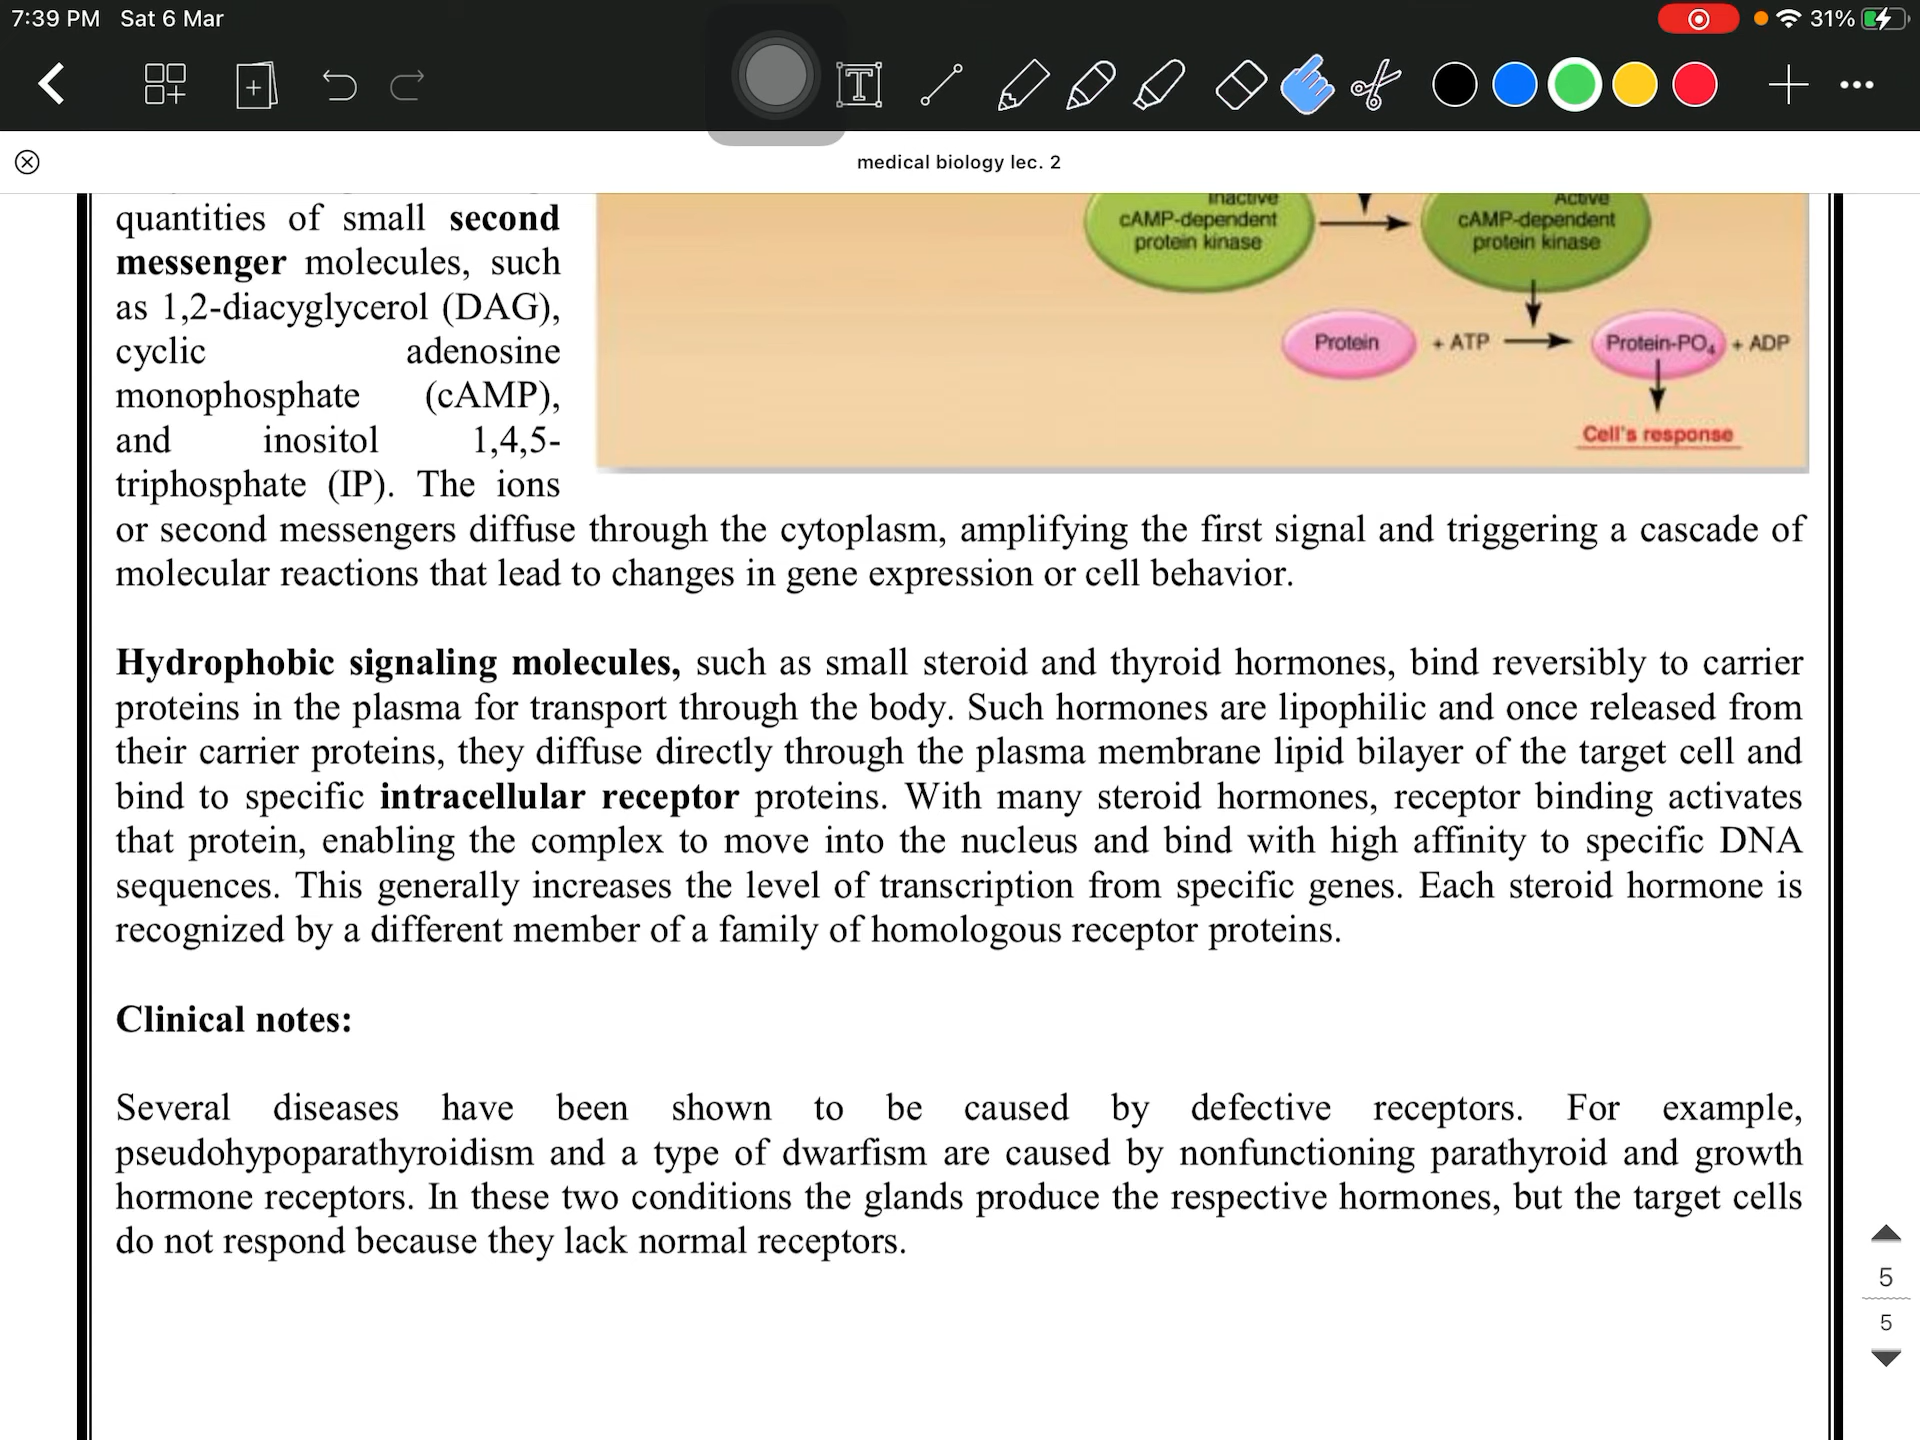 7:39 PM Sat 6 Mar
31%
T
medical biology lec. 2
quantities of small second
messenger molecules, such
as 1,2-diacyglycerol (DAG),
cyclic adenosine
monophosphate (cAMP),
and inositol 1,4,5-
triphosphate (IP). The ions
Inactive
cAMP-dependent
protein kinase
Active
cAMP-dependent
protein kinase
Protein + ATP Protein-PO4 + ADP
Cell's response
or second messengers diffuse through the cytoplasm, amplifying the first signal and triggering a cascade of
molecular reactions that lead to changes in gene expression or cell behavior.
Hydrophobic signaling molecules, such as small steroid and thyroid hormones, bind reversibly to carrier
proteins in the plasma for transport through the body. Such hormones are lipophilic and once released from
their carrier proteins, they diffuse directly through the plasma membrane lipid bilayer of the target cell and
bind to specific intracellular receptor proteins. With many steroid hormones, receptor binding activates
that protein, enabling the complex to move into the nucleus and bind with high affinity to specific DNA
sequences. This generally increases the level of transcription from specific genes. Each steroid hormone is
recognized by a different member of a family of homologous receptor proteins.
Clinical notes:
Several diseases have been shown to be caused by defective receptors. For example,
pseudohypoparathyroidism and a type of dwarfism are caused by nonfunctioning parathyroid and growth
hormone receptors. In these two conditions the glands produce the respective hormones, but the target cells
do not respond because they lack normal receptors.
5
5